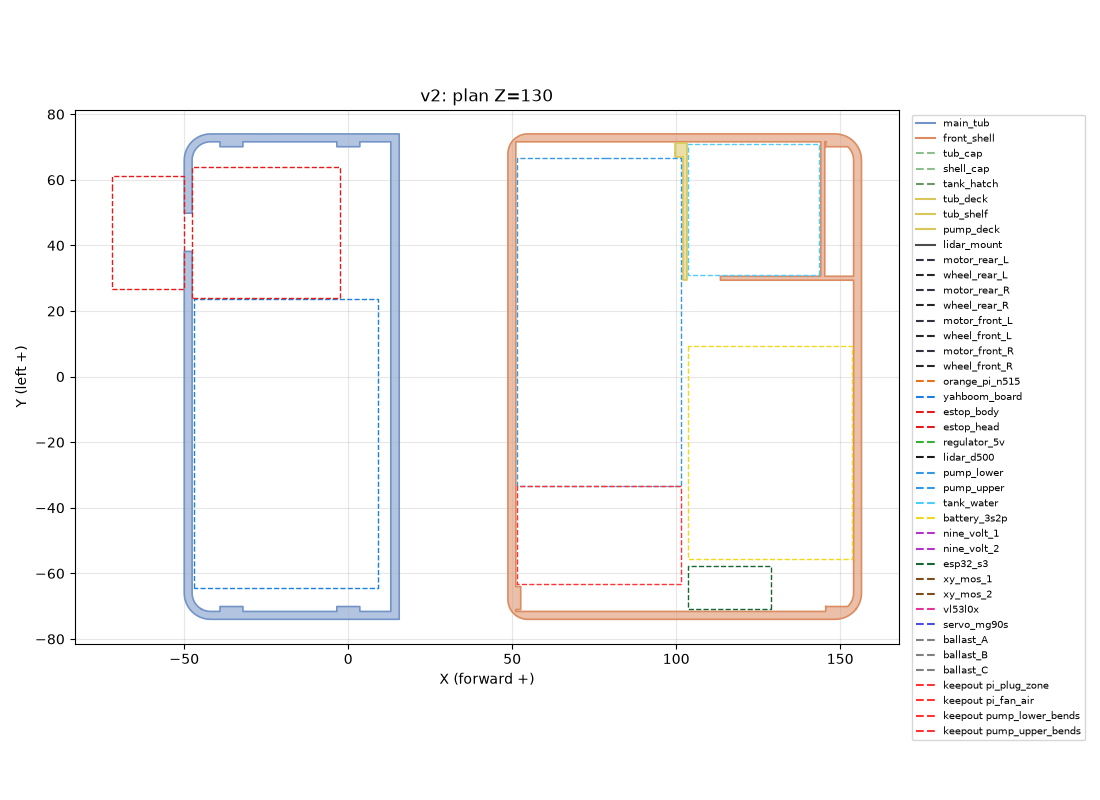 v2: plan Z=130
80
60
40
20
0
−20
−40
−60
−80
Y (left +)
−50
0
50
100
150
X (forward +)
main_tub
front_shell
tub_cap
shell_cap
tank_hatch
tub_deck
tub_shelf
pump_deck
lidar_mount
motor_rear_L
wheel_rear_L
motor_rear_R
wheel_rear_R
motor_front_L
wheel_front_L
motor_front_R
wheel_front_R
orange_pi_n515
yahboom_board
estop_body
estop_head
regulator_5v
lidar_d500
pump_lower
pump_upper
tank_water
battery_3s2p
nine_volt_1
nine_volt_2
esp32_s3
xy_mos_1
xy_mos_2
vl53l0x
servo_mg90s
ballast_A
ballast_B
ballast_C
keepout pi_plug_zone
keepout pi_fan_air
keepout pump_lower_bends
keepout pump_upper_bends